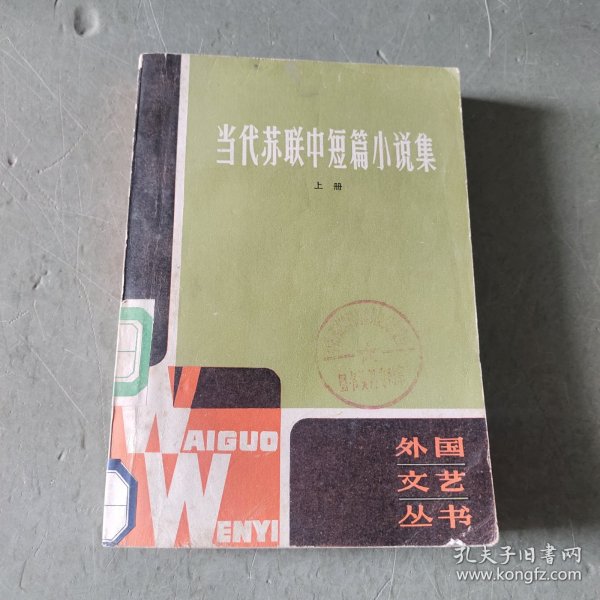 当代苏联中短篇小说集
上册
WAIGUO
WENYI
外国
文艺
丛书
孔夫子旧书网
www.kongfz.com